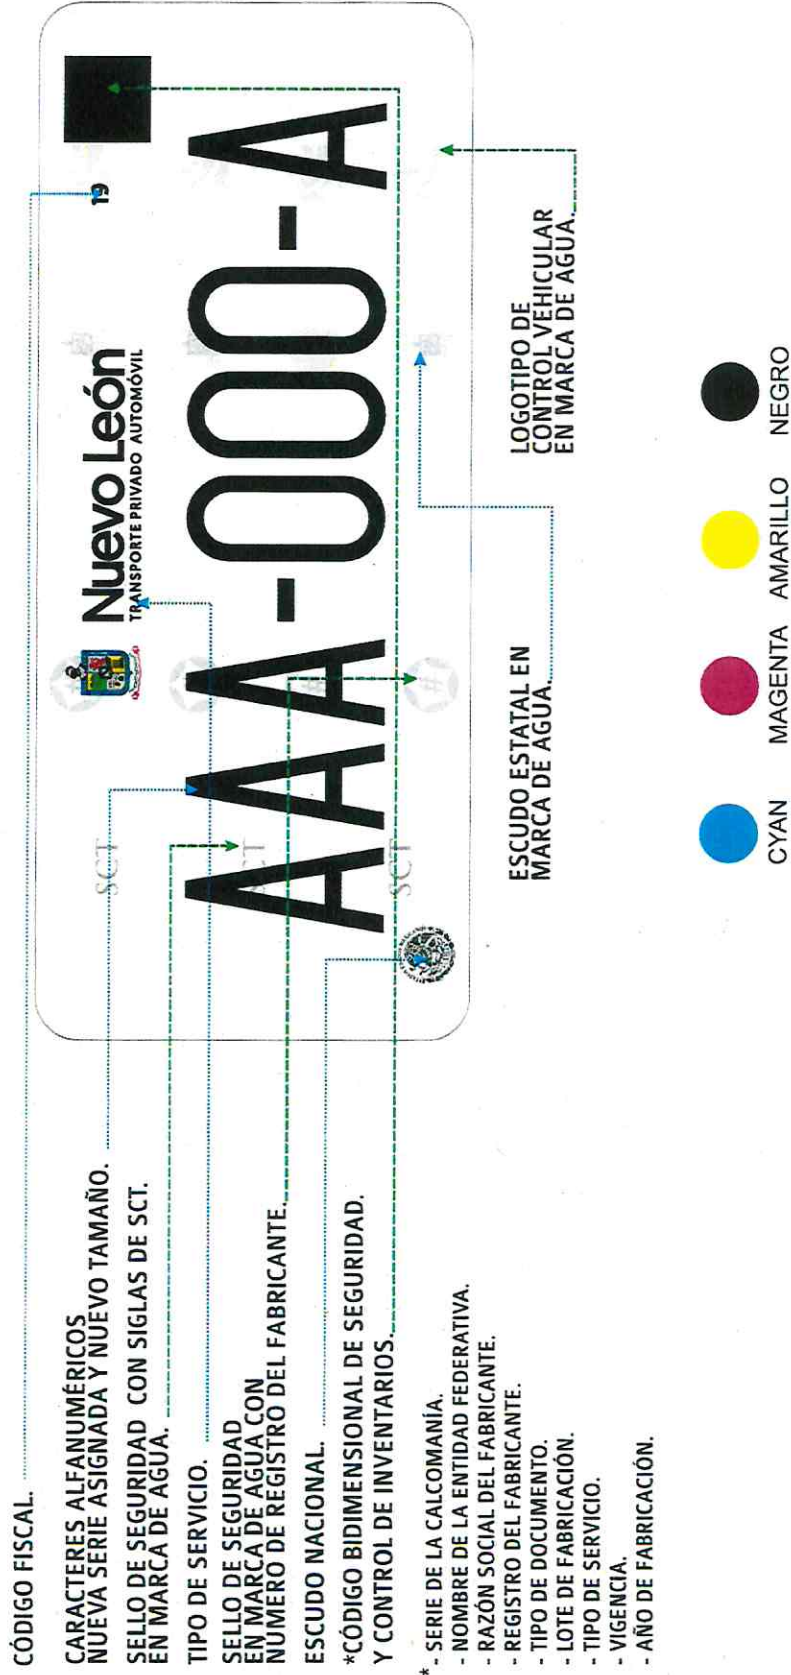 CÓDIGO FISCAL.
CARACTERES ALFANUMÉRICOS
NUEVA SERIE ASIGNADA Y NUEVO TAMAÑO.
SELLO DE SEGURIDAD CON SIGLAS DE SCT.
EN MARCA DE AGUA.
TIPO DE SERVICIO.
SELLO DE SEGURIDAD
EN MARCA DE AGUA CON
NÚMERO DE REGISTRO DEL FABRICANTE.
ESCUDO NACIONAL.
*CÓDIGO BIDIMENSIONAL DE SEGURIDAD.
Y CONTROL DE INVENTARIOS.
*
- SERIE DE LA CALCOMANÍA.
- NOMBRE DE LA ENTIDAD FEDERATIVA.
- RAZÓN SOCIAL DEL FABRICANTE.
- REGISTRO DEL FABRICANTE.
- TIPO DE DOCUMENTO.
- LOTE DE FABRICACIÓN.
- TIPO DE SERVICIO.
- VIGENCIA.
- AÑO DE FABRICACIÓN.
Nuevo León
TRANSPORTE PRIVADO AUTOMÓVIL
19
SCT
#
AAA-000-A
SCT
#
SCT
#
ESCUDO ESTATAL EN
MARCA DE AGUA.
LOGOTIPO DE
CONTROL VEHICULAR
EN MARCA DE AGUA.
CYAN
MAGENTA
AMARILLO
NEGRO